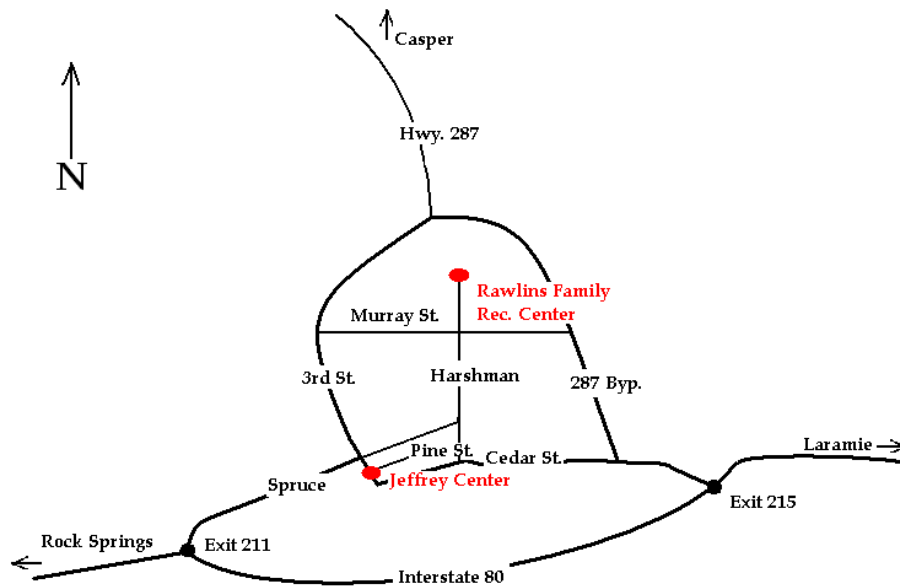 Casper
Hwy. 287
N
Rawlins Family
Rec. Center
Murray St.
3rd St.
Harshman
287 Byp.
Pine St.
Cedar St.
Laramie
Spruce
Jeffrey Center
Exit 215
Rock Springs
Exit 211
Interstate 80